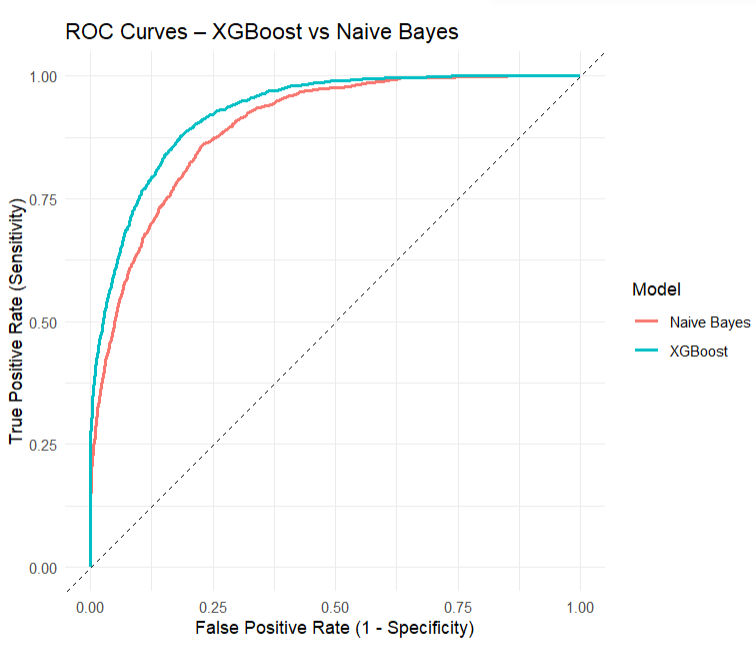 ROC Curves – XGBoost vs Naive Bayes
True Positive Rate (Sensitivity)
1.00
0.75
0.50
0.25
0.00
0.00 0.25 0.50 0.75 1.00
False Positive Rate (1 - Specificity)
Model
Naive Bayes
XGBoost